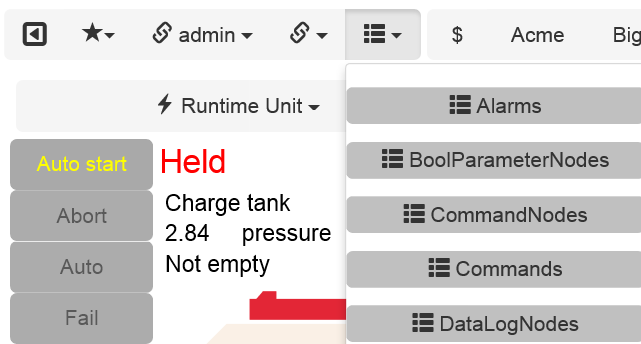 admin $ Acme Big
Runtime Unit
Alarms
Auto start Held BoolParameterNodes
Charge tank
Abort CommandNodes
2.84 pressure
Auto Not empty Commands
Fail DataLogNodes